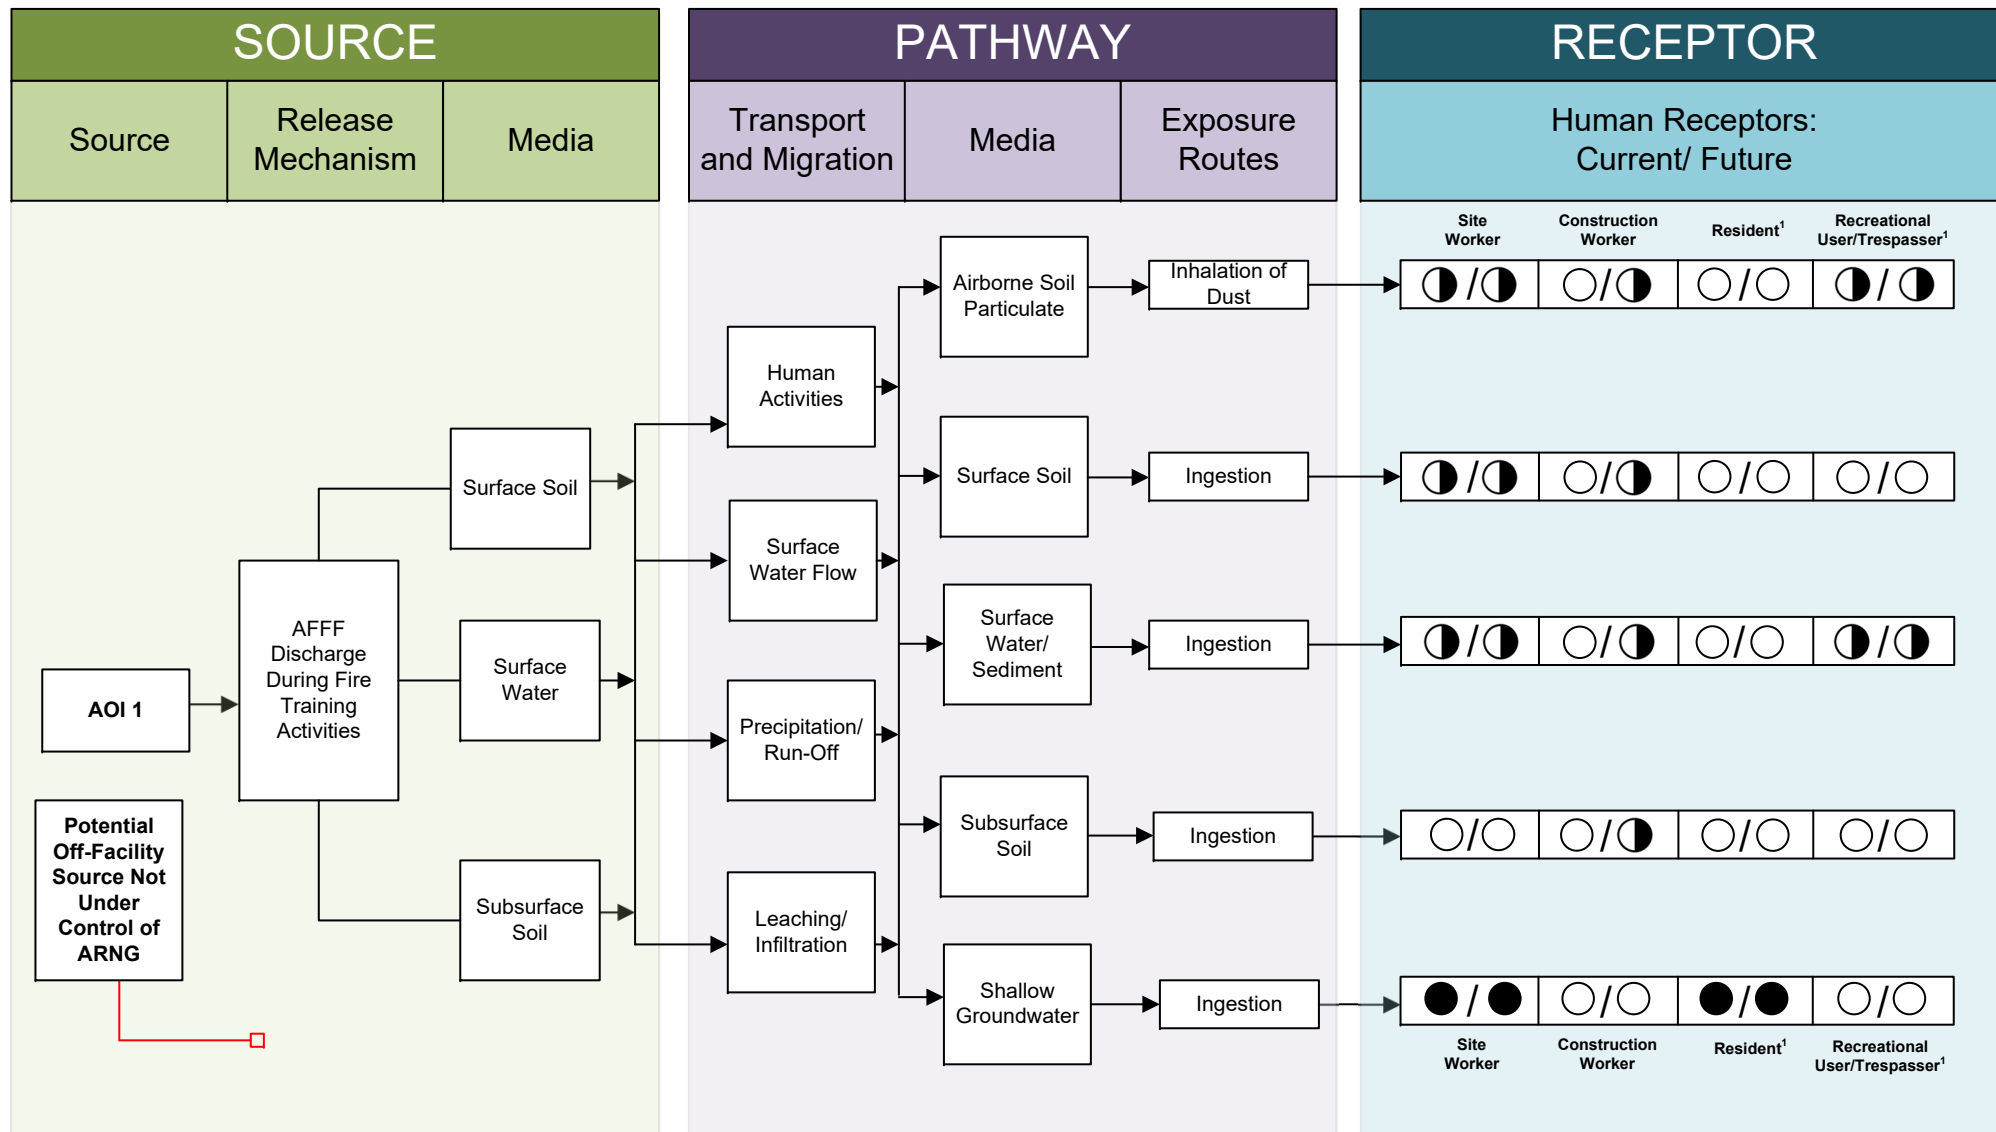 SOURCE
PATHWAY
RECEPTOR
Source
Release
Mechanism
Media
Transport
and Migration
Media
Exposure
Routes
Human Receptors:
Current/ Future
Site
Worker
Construction
Worker
Resident¹
Recreational
User/Trespasser¹
Airborne Soil
Particulate
Inhalation of
Dust
/
/
/
/
Human
Activities
Surface Soil
Surface Soil
Ingestion
/
/
/
/
Surface
Water Flow
AFFF
Discharge
During Fire
Training
Activities
Surface
Water
Surface
Water/
Sediment
Ingestion
/
/
/
/
AOI 1
Precipitation/
Run-Off
Potential
Off-Facility
Source Not
Under
Control of
ARNG
Subsurface
Soil
Ingestion
/
/
/
/
Subsurface
Soil
Leaching/
Infiltration
Shallow
Groundwater
Ingestion
/
/
/
/
Site
Worker
Construction
Worker
Resident¹
Recreational
User/Trespasser¹